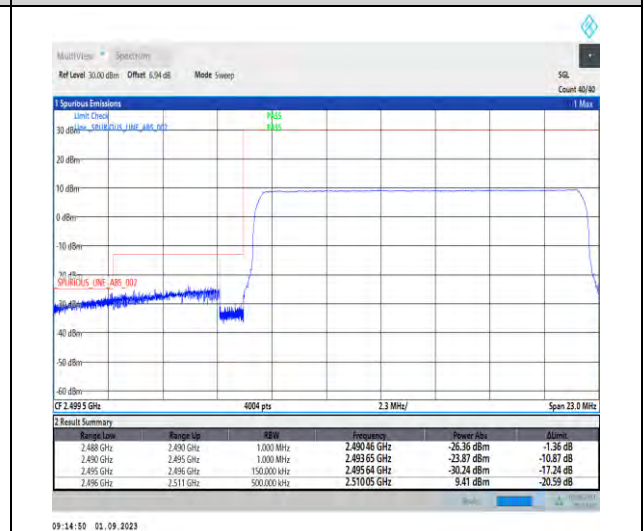 MultiView Spectrum
Ref Level 30.00 dBm Offset 6.94 dB Mode Sweep SGL
Count 40/40
1 Spurious Emissions 1 Max
Limit Check PASS
Line _SPURIOUS_LINE_ABS_002 PASS
30 dBm
20 dBm
10 dBm
0 dBm
-10 dBm
-20 dBm
SPURIOUS_LINE_ABS_002
-30 dBm
-40 dBm
-50 dBm
-60 dBm
CF 2.499 5 GHz 4004 pts 2.3 MHz/ Span 23.0 MHz
2 Result Summary
Range Low Range Up RBW Frequency Power Abs ΔLimit
2.488 GHz 2.490 GHz 1.000 MHz 2.490 46 GHz -26.36 dBm -1.36 dB
2.490 GHz 2.495 GHz 1.000 MHz 2.493 65 GHz -23.87 dBm -10.87 dB
2.495 GHz 2.496 GHz 150.000 kHz 2.495 64 GHz -30.24 dBm -17.24 dB
2.496 GHz 2.511 GHz 500.000 kHz 2.510 05 GHz 9.41 dBm -20.59 dB
09:14:50 01.09.2023